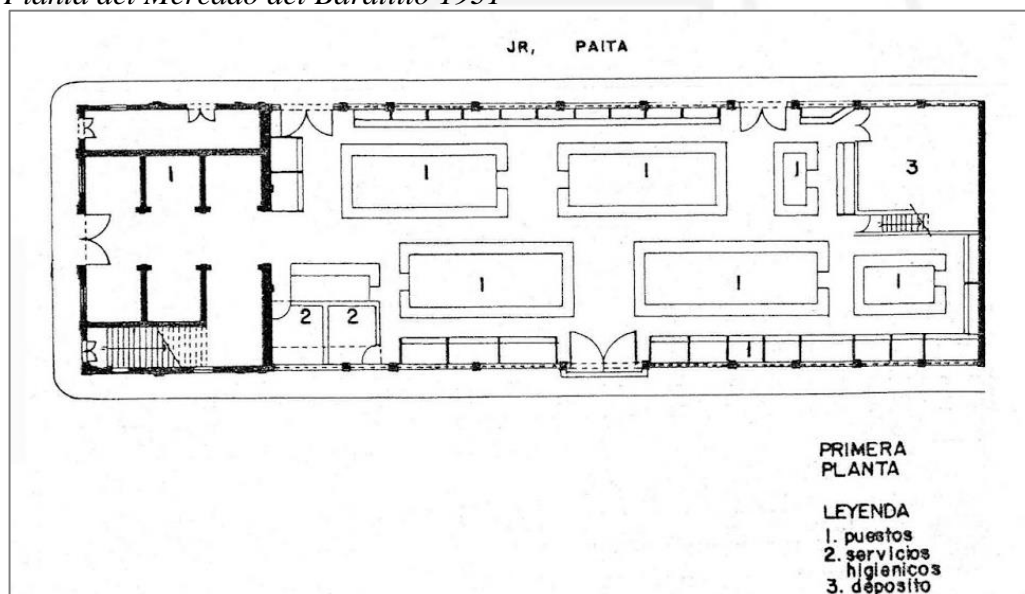 Planta del Mercado del Baratillo 1931
JR, PAITA
1
1
1
1
3
1
1
1
2 2
1
PRIMERA
PLANTA
LEYENDA
1. puestos
2. servicios
higienicos
3. deposito